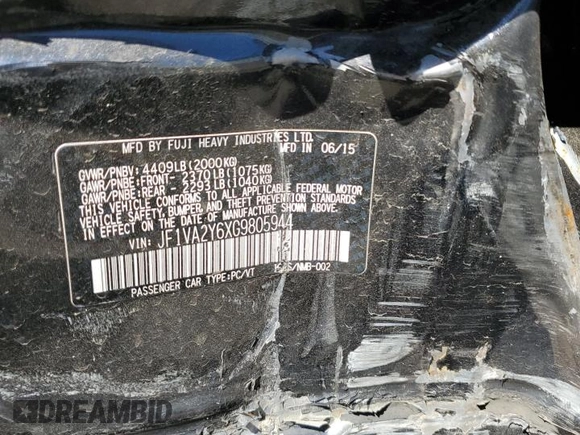 MFD BY FUJI HEAVY INDUSTRIES LTD.
MFD IN 06/15
GVWR/PNBV: 4409LB(2000KG)
GAWR/PNBE:FRONT- 2370LB(1075KG)
GAWR/PNBE:REAR - 2293LB(1040KG)
THIS VEHICLE CONFORMS TO ALL APPLICABLE FEDERAL MOTOR
VEHICLE SAFETY, BUMPER, AND THEFT PREVENTION STANDARDS
IN EFFECT ON THE DATE OF MANUFACTURE SHOWN ABOVE.
VIN: JF1VA2Y6XG9805944
PASSENGER CAR TYPE:PC/VT
/NMB-002
DREAMBID